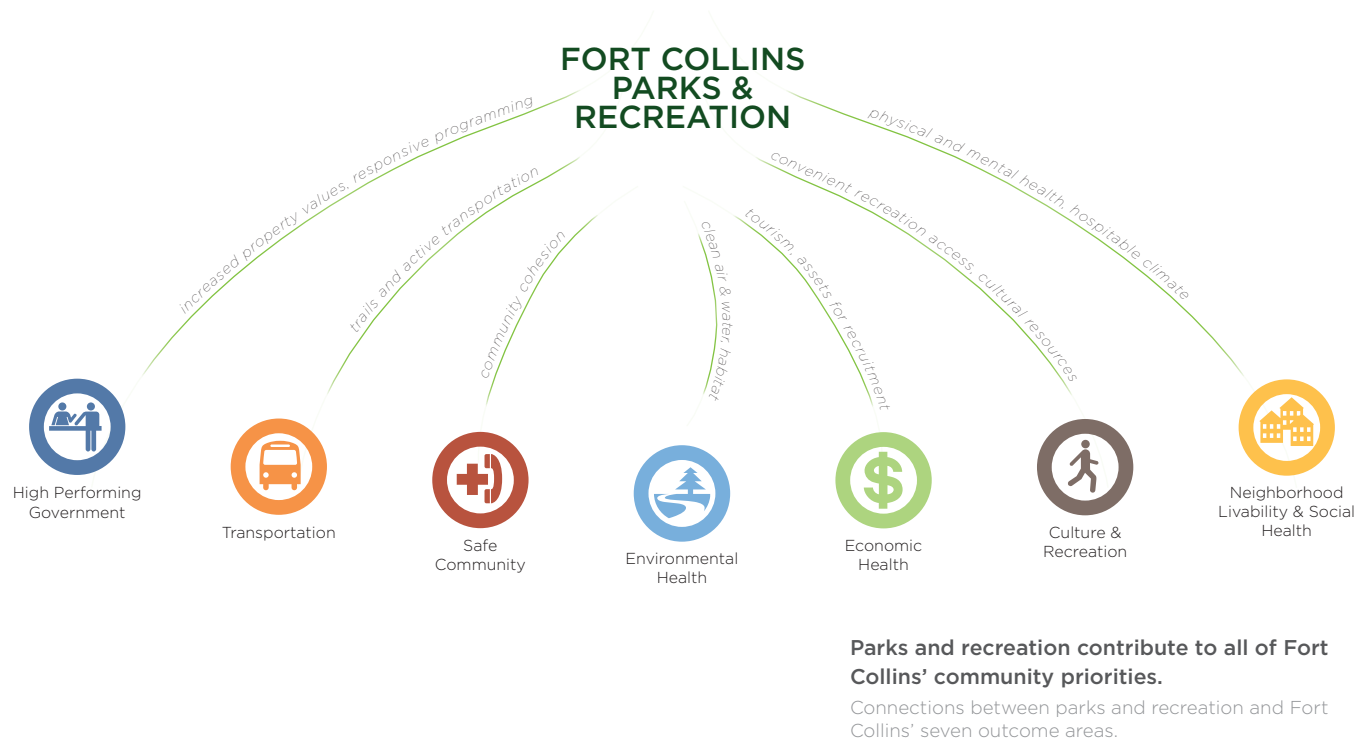 FORT COLLINS
PARKS &
RECREATION
increased property values, responsive programming
trails and active transportation
community cohesion
clean air & water, habitat
tourism, assets for recruitment
convenient recreation access, cultural resources
physical and mental health, hospitable climate
High Performing
Government
Transportation
Safe
Community
Environmental
Health
Economic
Health
Culture &
Recreation
Neighborhood
Livability & Social
Health
Parks and recreation contribute to all of Fort
Collins’ community priorities.
Connections between parks and recreation and Fort
Collins’ seven outcome areas.